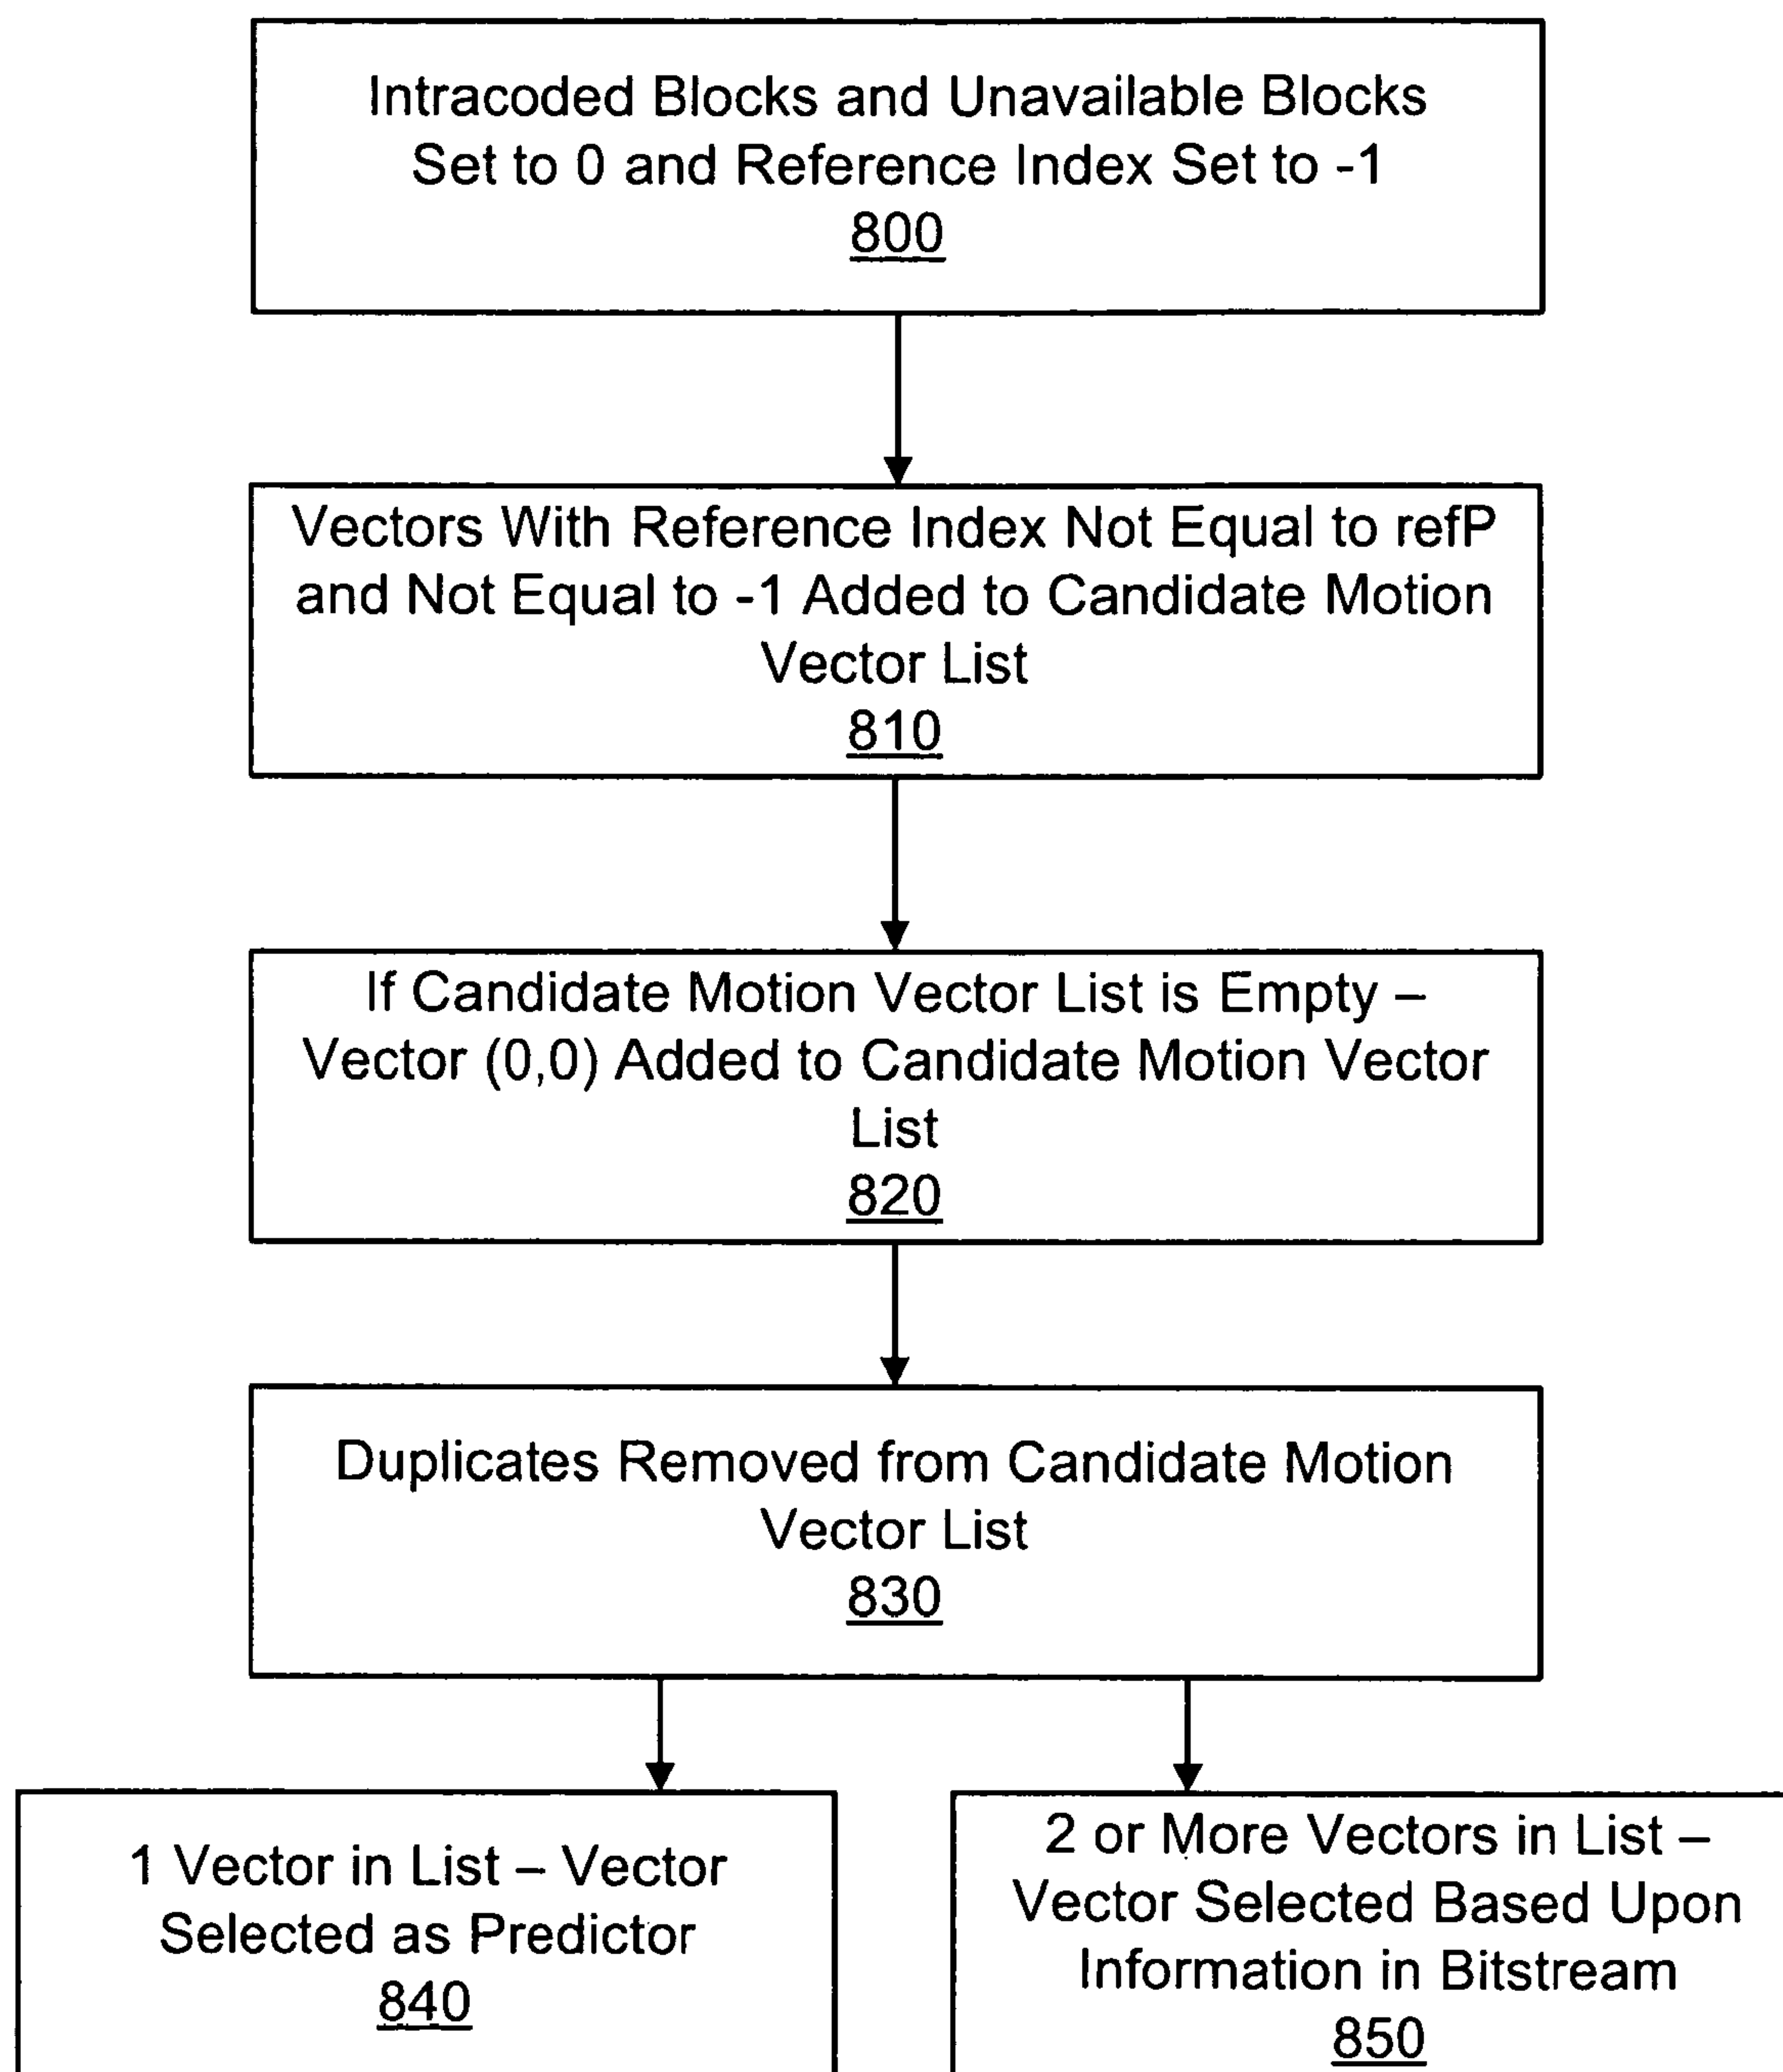 Intracoded Blocks and Unavailable Blocks
Set to 0 and Reference Index Set to -1
800
Vectors With Reference Index Not Equal to refP
and Not Equal to -1 Added to Candidate Motion
Vector List
810
If Candidate Motion Vector List is Empty –
Vector (0,0) Added to Candidate Motion Vector
List
820
Duplicates Removed from Candidate Motion
Vector List
830
1 Vector in List – Vector
Selected as Predictor
840
2 or More Vectors in List –
Vector Selected Based Upon
Information in Bitstream
850